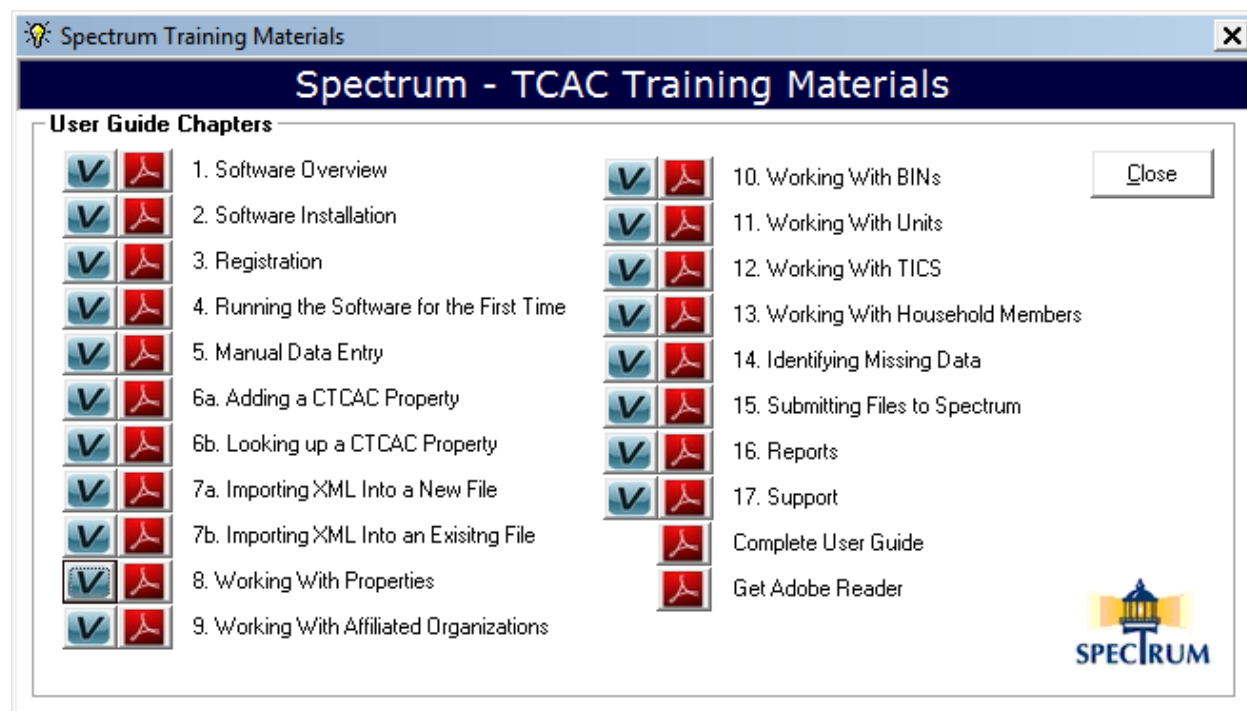 Spectrum Training Materials
Spectrum - TCAC Training Materials
User Guide Chapters
1. Software Overview
2. Software Installation
3. Registration
4. Running the Software for the First Time
5. Manual Data Entry
6a. Adding a CTCAC Property
6b. Looking up a CTCAC Property
7a. Importing XML Into a New File
7b. Importing XML Into an Exisitng File
8. Working With Properties
9. Working With Affiliated Organizations
10. Working With BINs
11. Working With Units
12. Working With TICS
13. Working With Household Members
14. Identifying Missing Data
15. Submitting Files to Spectrum
16. Reports
17. Support
Complete User Guide
Get Adobe Reader
Close
SPECTRUM